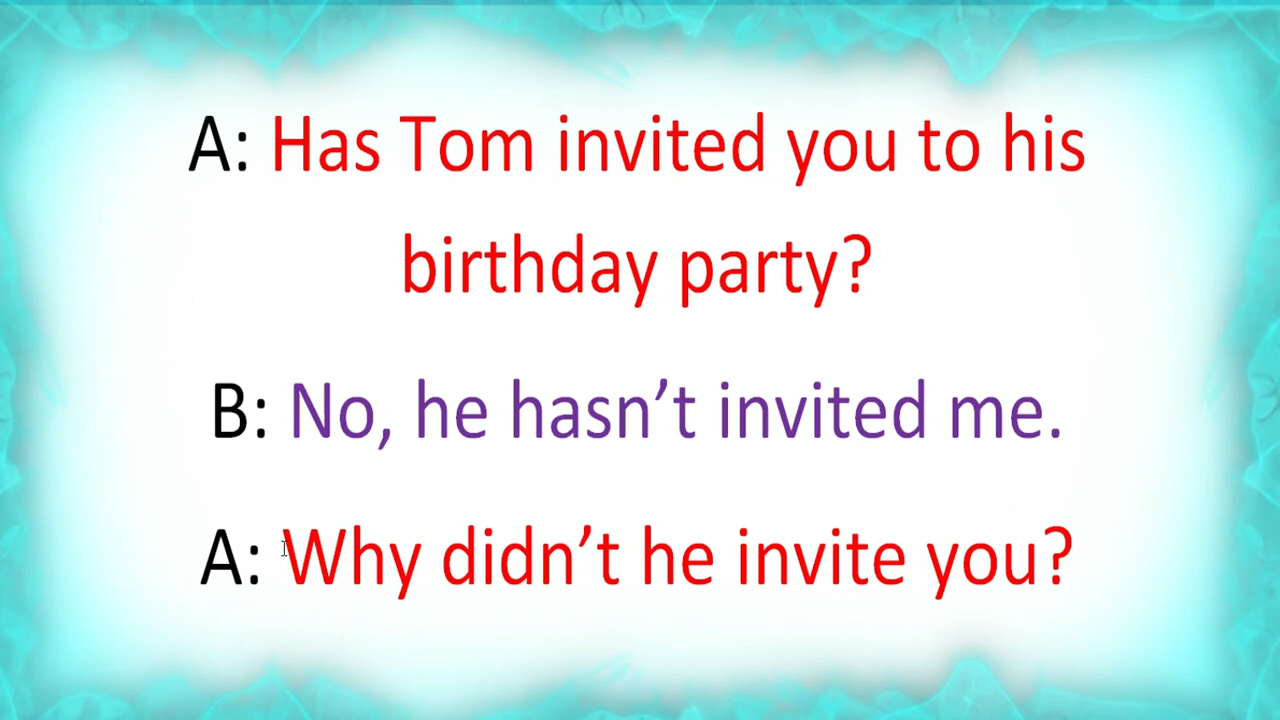 A: Has Tom invited you to his
birthday party?
B: No, he hasn’t invited me.
A: Why didn’t he invite you?